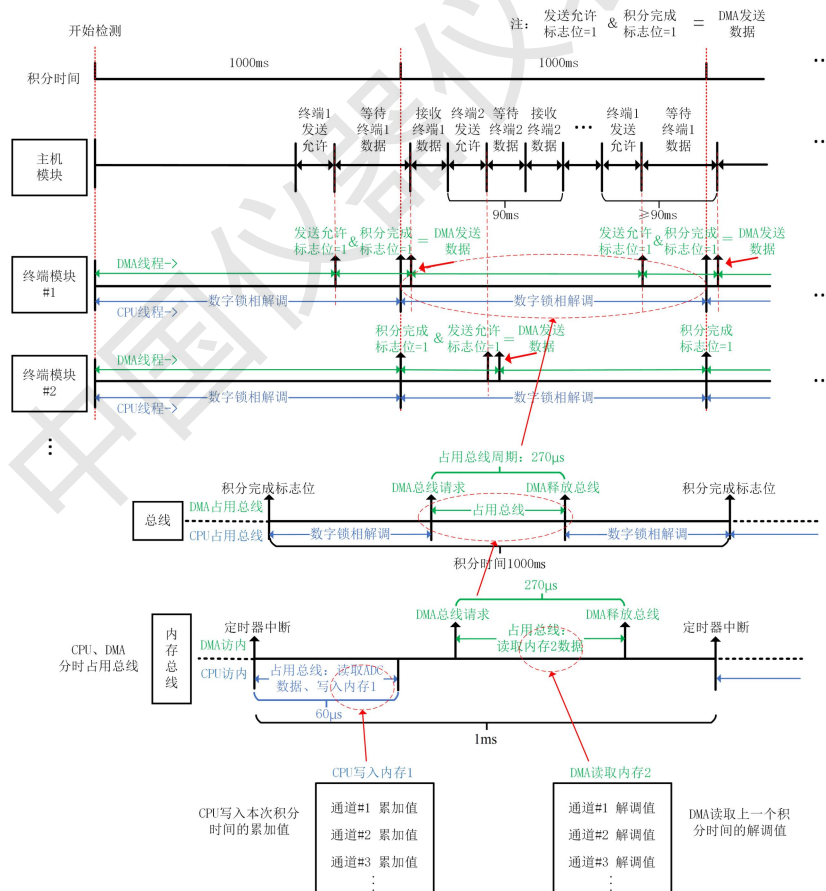 注： 发送允许标志位=1 & 积分完成标志位=1 = DMA发送数据
开始检测
1000ms
1000ms
积分时间
…
终端1发送允许
等待终端1数据
接收终端1数据
终端2发送允许
等待终端2数据
接收终端2数据
…
终端1发送允许
等待终端1数据
主机模块
…
90ms
≥90ms
发送允许标志位=1 & 积分完成标志位=1 = DMA发送数据
发送允许标志位=1 & 积分完成标志位=1 = DMA发送数据
终端模块#1
DMA线程->
CPU线程->
数字锁相解调
数字锁相解调
…
积分完成标志位=1 & 发送允许标志位=1 = DMA发送数据
积分完成标志位=1
终端模块#2
DMA线程->
CPU线程->
数字锁相解调
数字锁相解调
…
⋮
占用总线周期：270μs
积分完成标志位
DMA总线请求
DMA释放总线
积分完成标志位
总线
DMA占用总线
占用总线
CPU占用总线
数字锁相解调
数字锁相解调
积分时间1000ms
270μs
DMA总线请求
DMA释放总线
定时器中断
定时器中断
CPU、DMA
分时占用总线
内存总线
DMA访内
占用总线：
读取内存2数据
CPU访内
占用总线：读取ADC
数据、写入内存1
60μs
1ms
CPU写入内存1
DMA读取内存2
CPU写入本次积分
时间的累加值
通道#1 累加值
通道#2 累加值
通道#3 累加值
⋮
通道#1 解调值
通道#2 解调值
通道#3 解调值
⋮
DMA读取上一个积
分时间的解调值
中国仪器仪